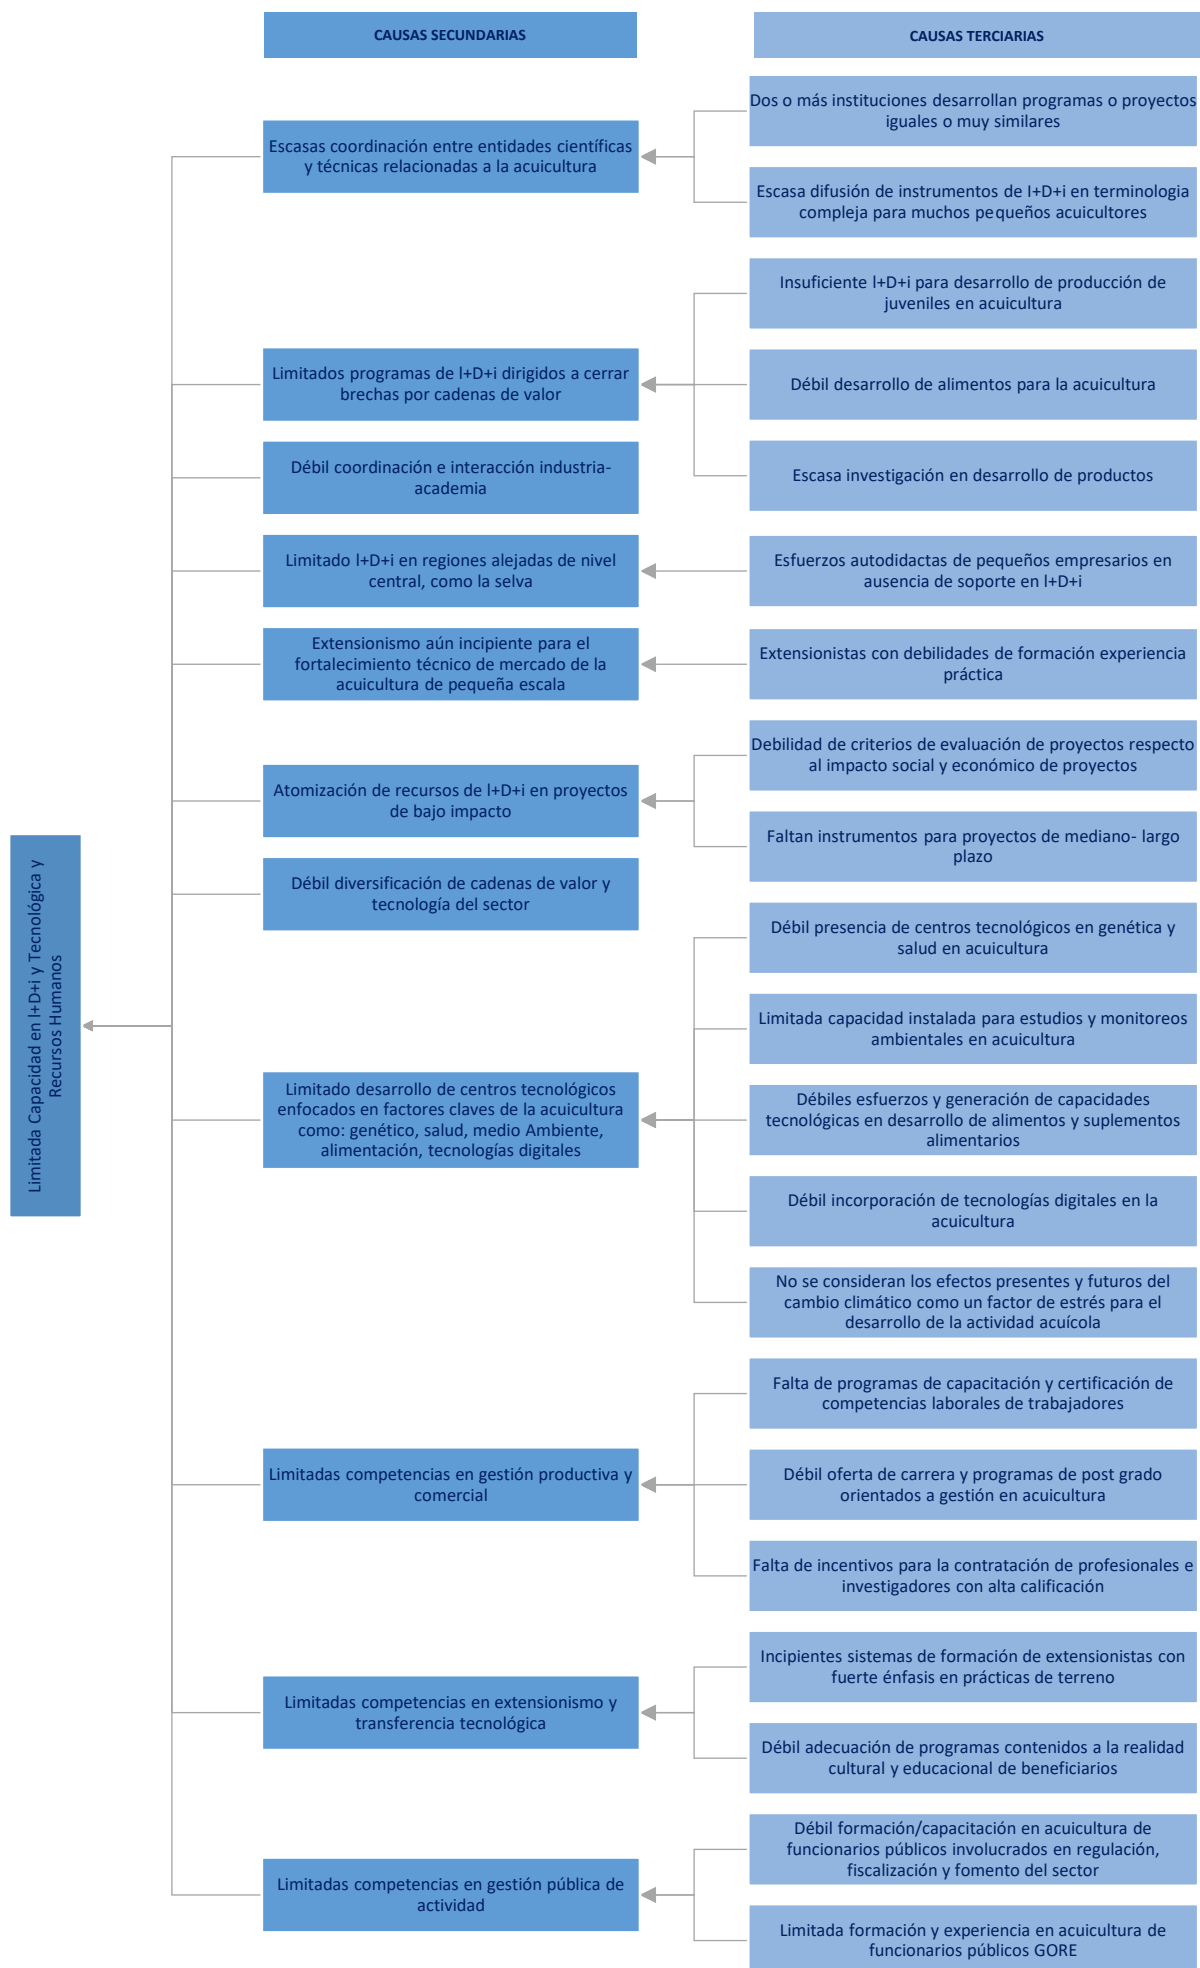 CAUSAS SECUNDARIAS
CAUSAS TERCIARIAS
Dos o más instituciones desarrollan programas o proyectos
iguales o muy similares
Escasas coordinación entre entidades científicas
y técnicas relacionadas a la acuicultura
Escasa difusión de instrumentos de I+D+i en terminologia
compleja para muchos pequeños acuicultores
Insuficiente I+D+i para desarrollo de producción de
juveniles en acuicultura
Limitados programas de I+D+i dirigidos a cerrar
brechas por cadenas de valor
Débil desarrollo de alimentos para la acuicultura
Débil coordinación e interacción industria-
academia
Escasa investigación en desarrollo de productos
Limitado I+D+i en regiones alejadas de nivel
central, como la selva
Esfuerzos autodidactas de pequeños empresarios en
ausencia de soporte en I+D+i
Extensionismo aún incipiente para el
fortalecimiento técnico de mercado de la
acuicultura de pequeña escala
Extensionistas con debilidades de formación experiencia
práctica
Debilidad de criterios de evaluación de proyectos respecto
al impacto social y económico de proyectos
Atomización de recursos de I+D+i en proyectos
de bajo impacto
Faltan instrumentos para proyectos de mediano- largo
plazo
Débil diversificación de cadenas de valor y
tecnología del sector
Débil presencia de centros tecnológicos en genética y
salud en acuicultura
Limitada Capacidad en I+D+i y Tecnológica y
Recursos Humanos
Limitada capacidad instalada para estudios y monitoreos
ambientales en acuicultura
Limitado desarrollo de centros tecnológicos
enfocados en factores claves de la acuicultura
como: genético, salud, medio Ambiente,
alimentación, tecnologías digitales
Débiles esfuerzos y generación de capacidades
tecnológicas en desarrollo de alimentos y suplementos
alimentarios
Débil incorporación de tecnologías digitales en la
acuicultura
No se consideran los efectos presentes y futuros del
cambio climático como un factor de estrés para el
desarrollo de la actividad acuícola
Falta de programas de capacitación y certificación de
competencias laborales de trabajadores
Limitadas competencias en gestión productiva y
comercial
Débil oferta de carrera y programas de post grado
orientados a gestión en acuicultura
Falta de incentivos para la contratación de profesionales e
investigadores con alta calificación
Incipientes sistemas de formación de extensionistas con
fuerte énfasis en prácticas de terreno
Limitadas competencias en extensionismo y
transferencia tecnológica
Débil adecuación de programas contenidos a la realidad
cultural y educacional de beneficiarios
Débil formación/capacitación en acuicultura de
funcionarios públicos involucrados en regulación,
fiscalización y fomento del sector
Limitadas competencias en gestión pública de
actividad
Limitada formación y experiencia en acuicultura de
funcionarios públicos GORE